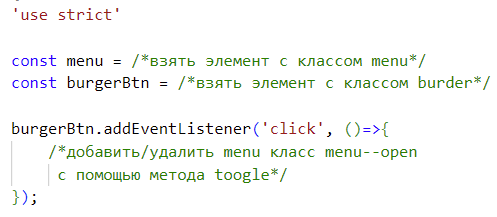 'use strict'
const menu = /*взять элемент с классом menu*/
const burgerBtn = /*взять элемент с классом burder*/
burgerBtn.addEventListener('click', ()=>{
/*добавить/удалить menu класс menu--open
с помощью метода toogle*/
});